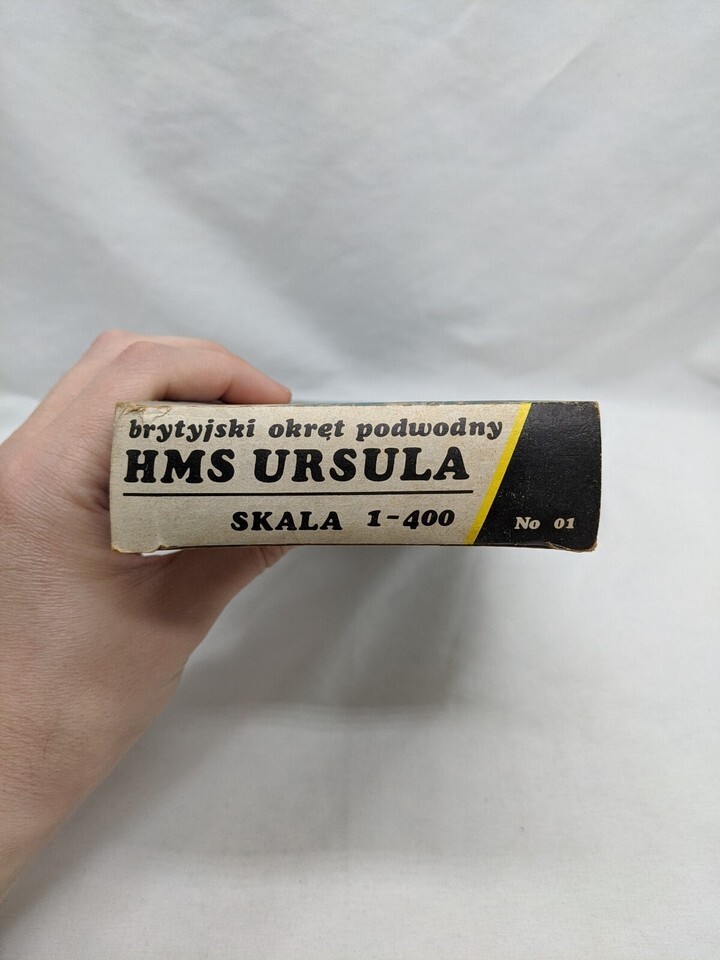 brytyjski okręt podwodny
HMS URSULA
SKALA 1-400
No 01